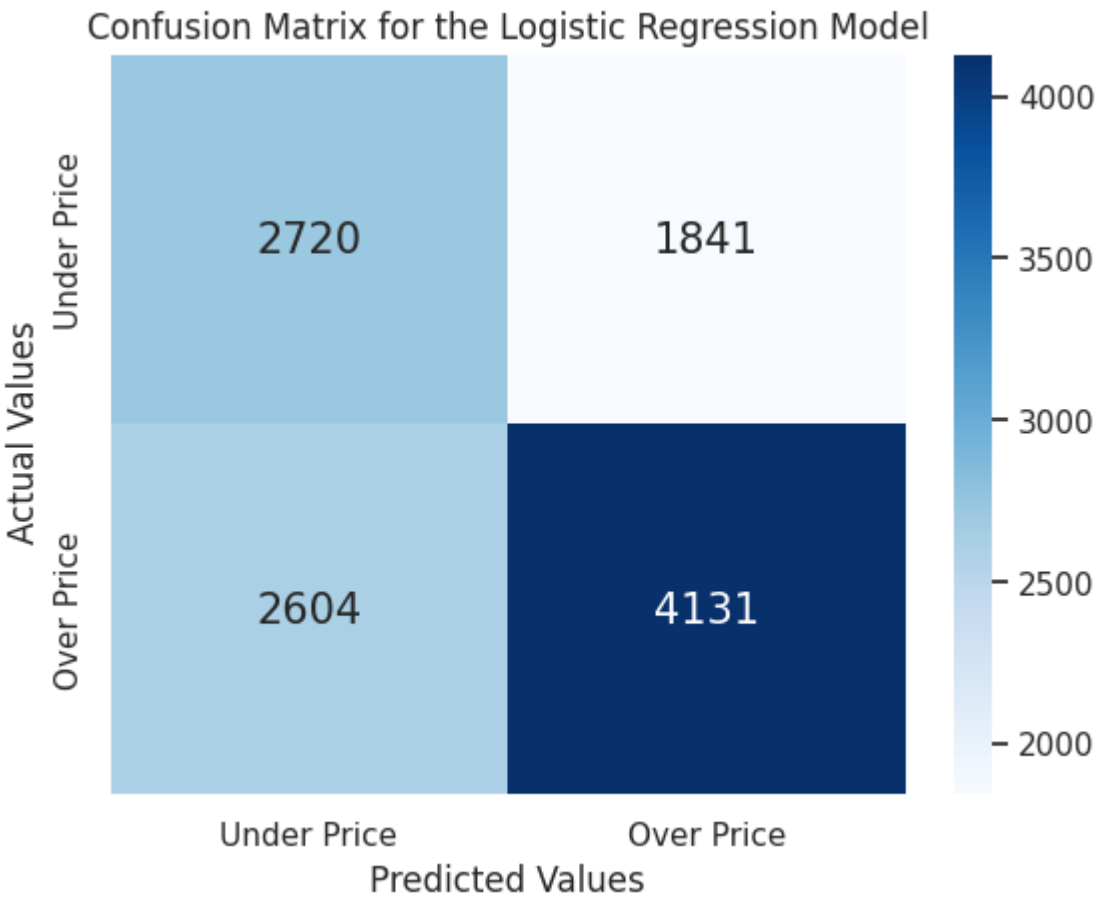 Confusion Matrix for the Logistic Regression Model
Actual Values
Under Price
Over Price
2720
1841
2604
4131
Under Price
Over Price
Predicted Values
4000
3500
3000
2500
2000